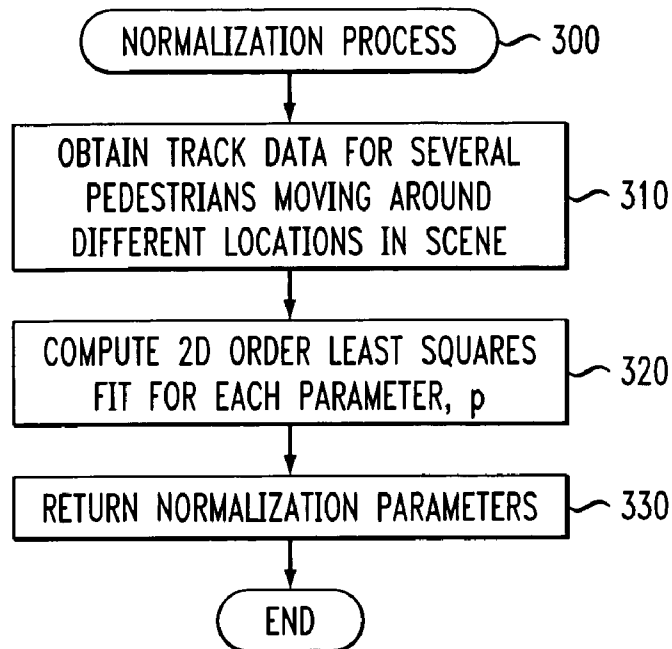 NORMALIZATION PROCESS
300
OBTAIN TRACK DATA FOR SEVERAL
PEDESTRIANS MOVING AROUND
DIFFERENT LOCATIONS IN SCENE
310
COMPUTE 2D ORDER LEAST SQUARES
FIT FOR EACH PARAMETER, p
320
RETURN NORMALIZATION PARAMETERS
330
END